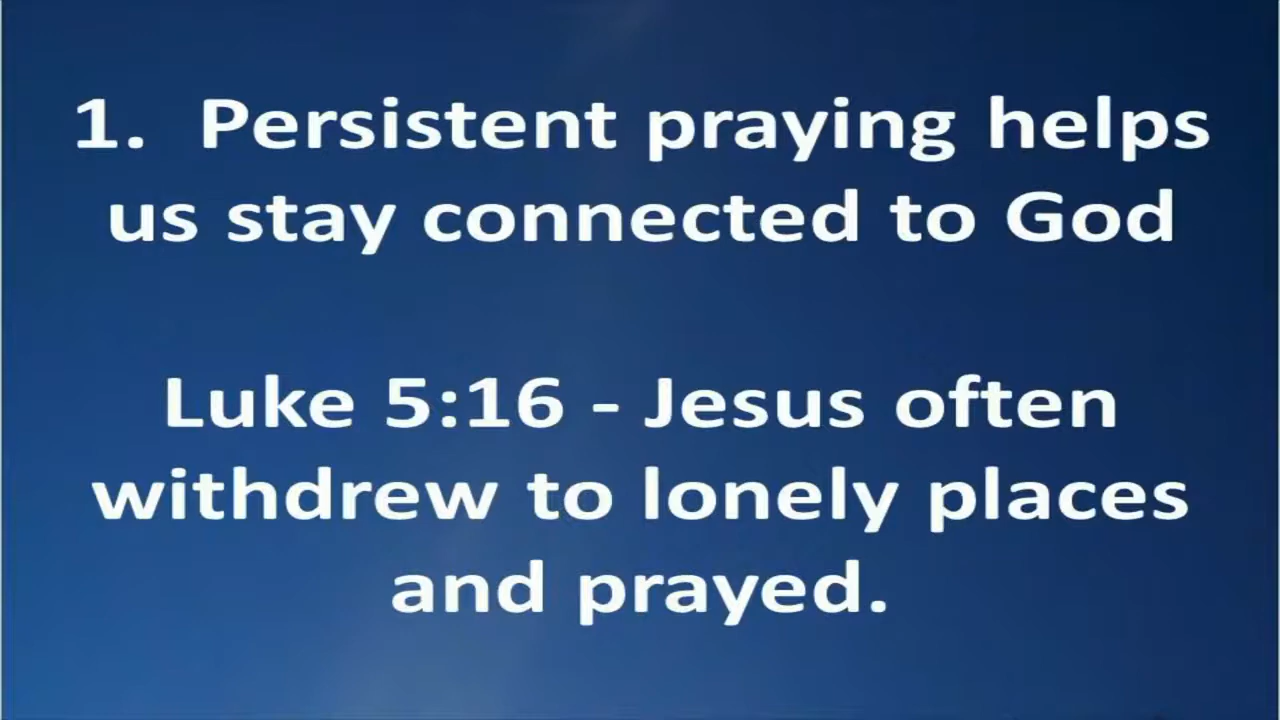 1.  Persistent praying helps
us stay connected to God
Luke 5:16 - Jesus often
withdrew to lonely places
and prayed.